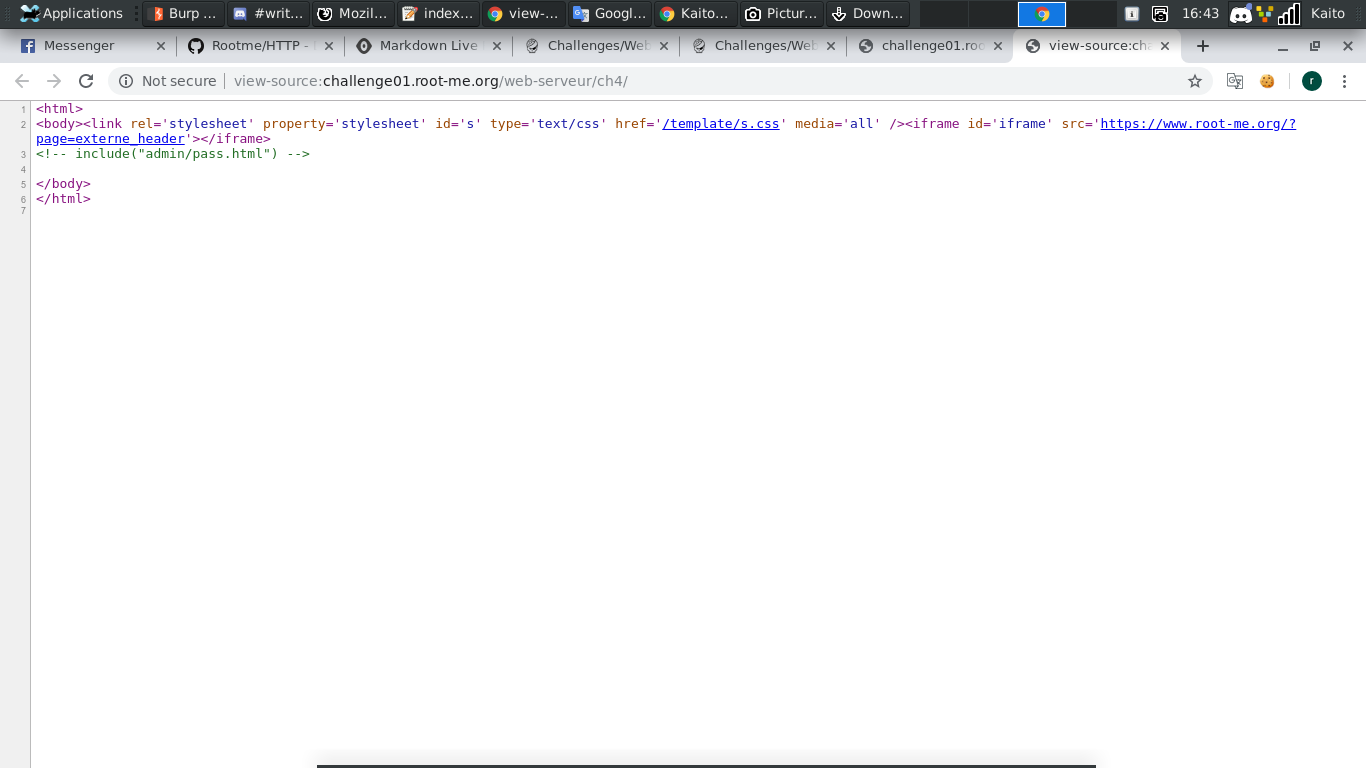 Applications Burp ... #writ... Mozil... index... view-... Googl... Kaito... Pictur... Down... 16:43 Kaito
Messenger Rootme/HTTP - Markdown Live Challenges/Web Challenges/Web challenge01.roo view-source:cha
Not secure view-source:challenge01.root-me.org/web-serveur/ch4/ r
1 <html>
2 <body><link rel='stylesheet' property='stylesheet' id='s' type='text/css' href='/template/s.css' media='all' /><iframe id='iframe' src='https://www.root-me.org/?
page=externe_header'></iframe>
3 <!-- include("admin/pass.html") -->
4
5 </body>
6 </html>
7